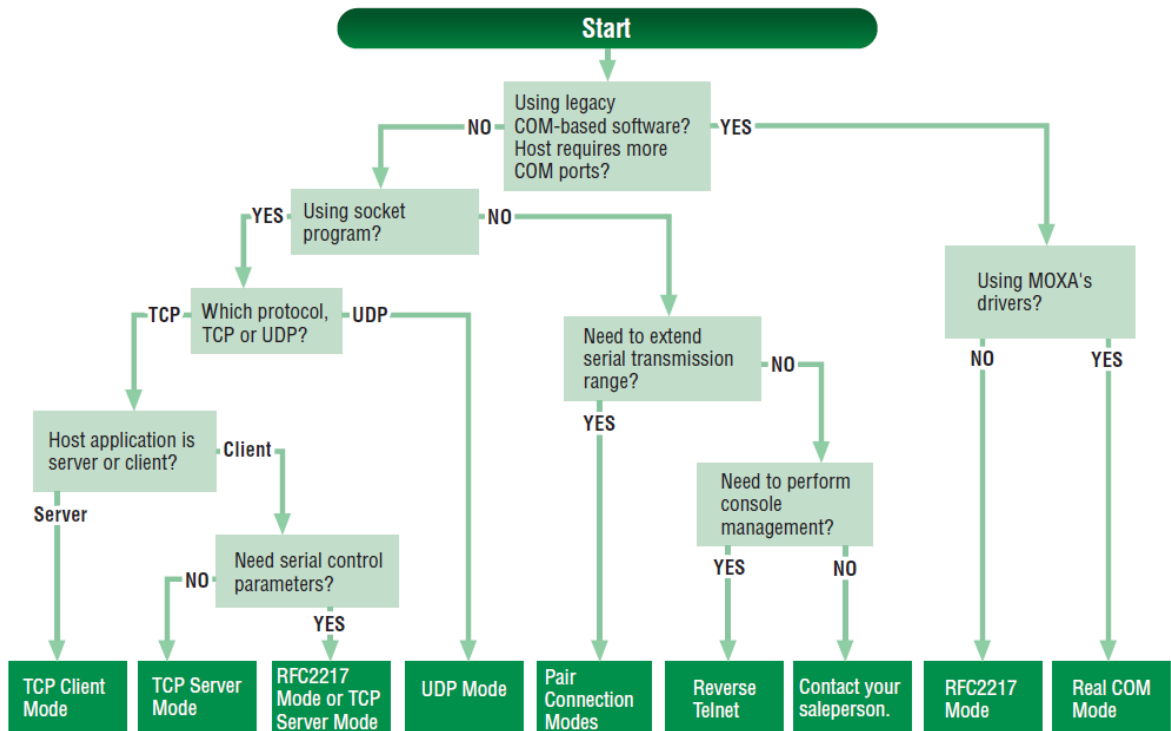 Start
Using legacy
COM-based software?
Host requires more
COM ports?
NO
YES
Using socket
program?
YES
NO
Using MOXA's
drivers?
Which protocol,
TCP or UDP?
TCP
UDP
Need to extend
serial transmission
range?
NO
YES
NO
YES
Host application is
server or client?
Client
Server
Need to perform
console
management?
YES
NO
Need serial control
parameters?
NO
YES
TCP Client
Mode
TCP Server
Mode
RFC2217
Mode or TCP
Server Mode
UDP Mode
Pair
Connection
Modes
Reverse
Telnet
Contact your
saleperson.
RFC2217
Mode
Real COM
Mode